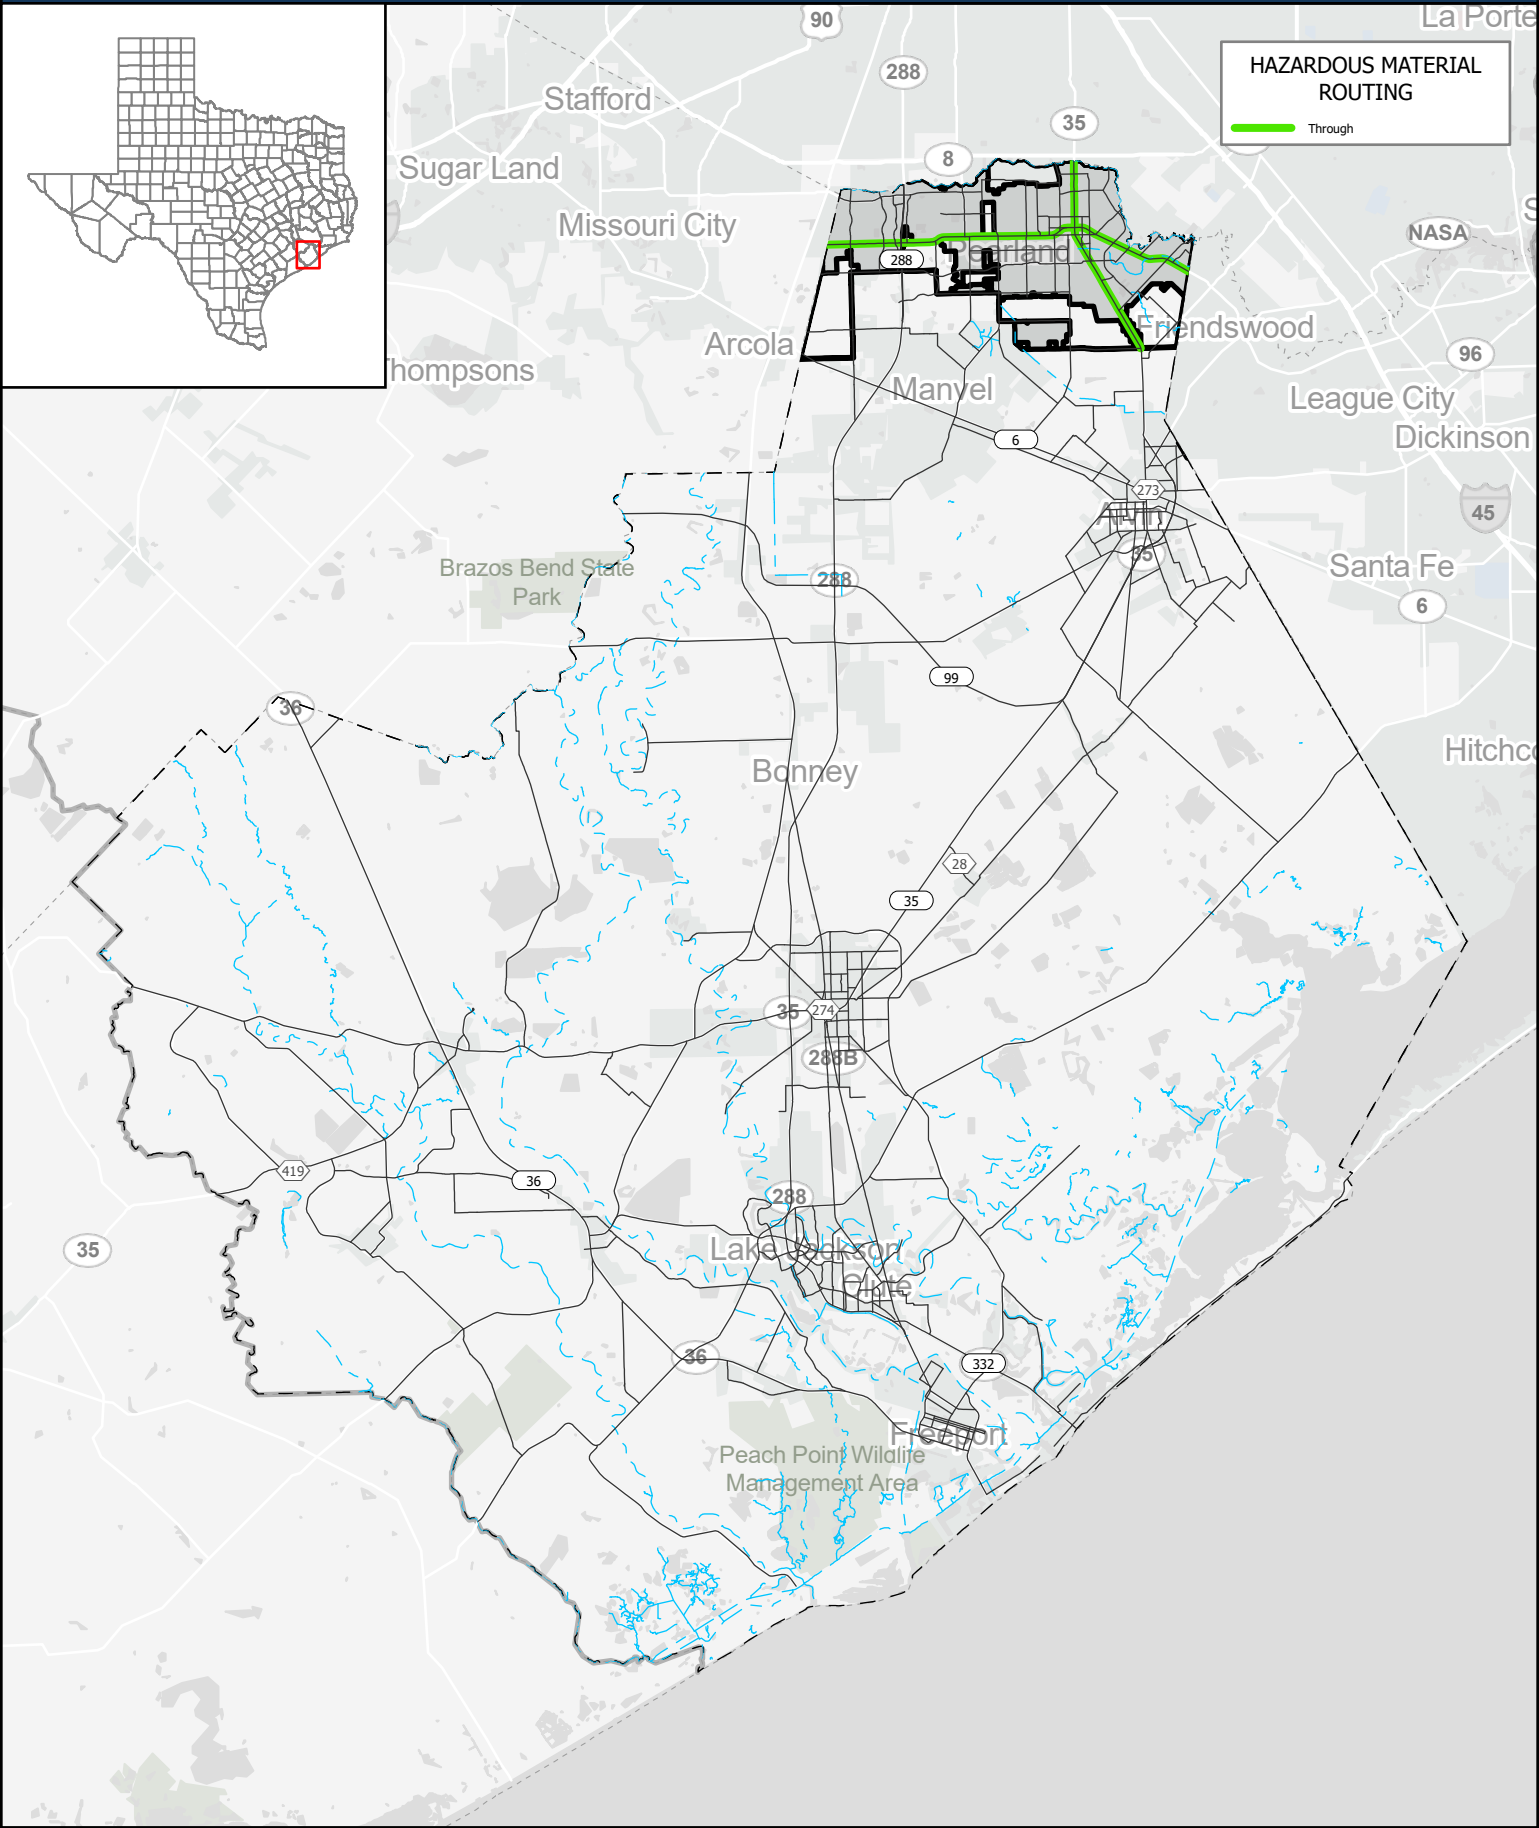 90
La Porte
288
HAZARDOUS MATERIAL
ROUTING
Through
Stafford
35
8
Sugar Land
Missouri City
NASA
Pearland
288
Friendswood
Arcola
96
Thompsons
Manvel
League City
Dickinson
6
273
45
Alvin
35
Brazos Bend State
Park
288
Santa Fe
6
99
36
Hitchco
Bonney
28
35
35
274
288B
419
36
288
35
Lake Jackson
Clute
36
332
Freeport
Peach Point Wildlife
Management Area